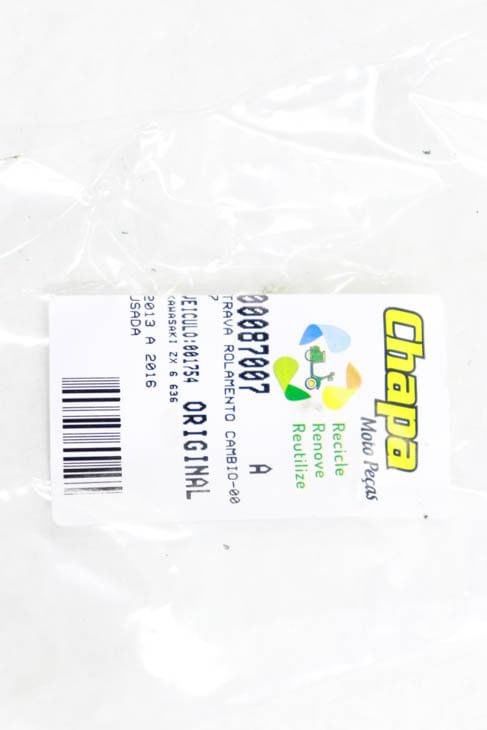 Chapa
Moto Peças
Recicle
Renove
Reutilize
00087007 A
TRAVA ROLAMENTO CAMBIO-00
7
VEICULO:001754 ORIGINAL
KAWASAKI ZX 6 636
2013 A 2016
USADA